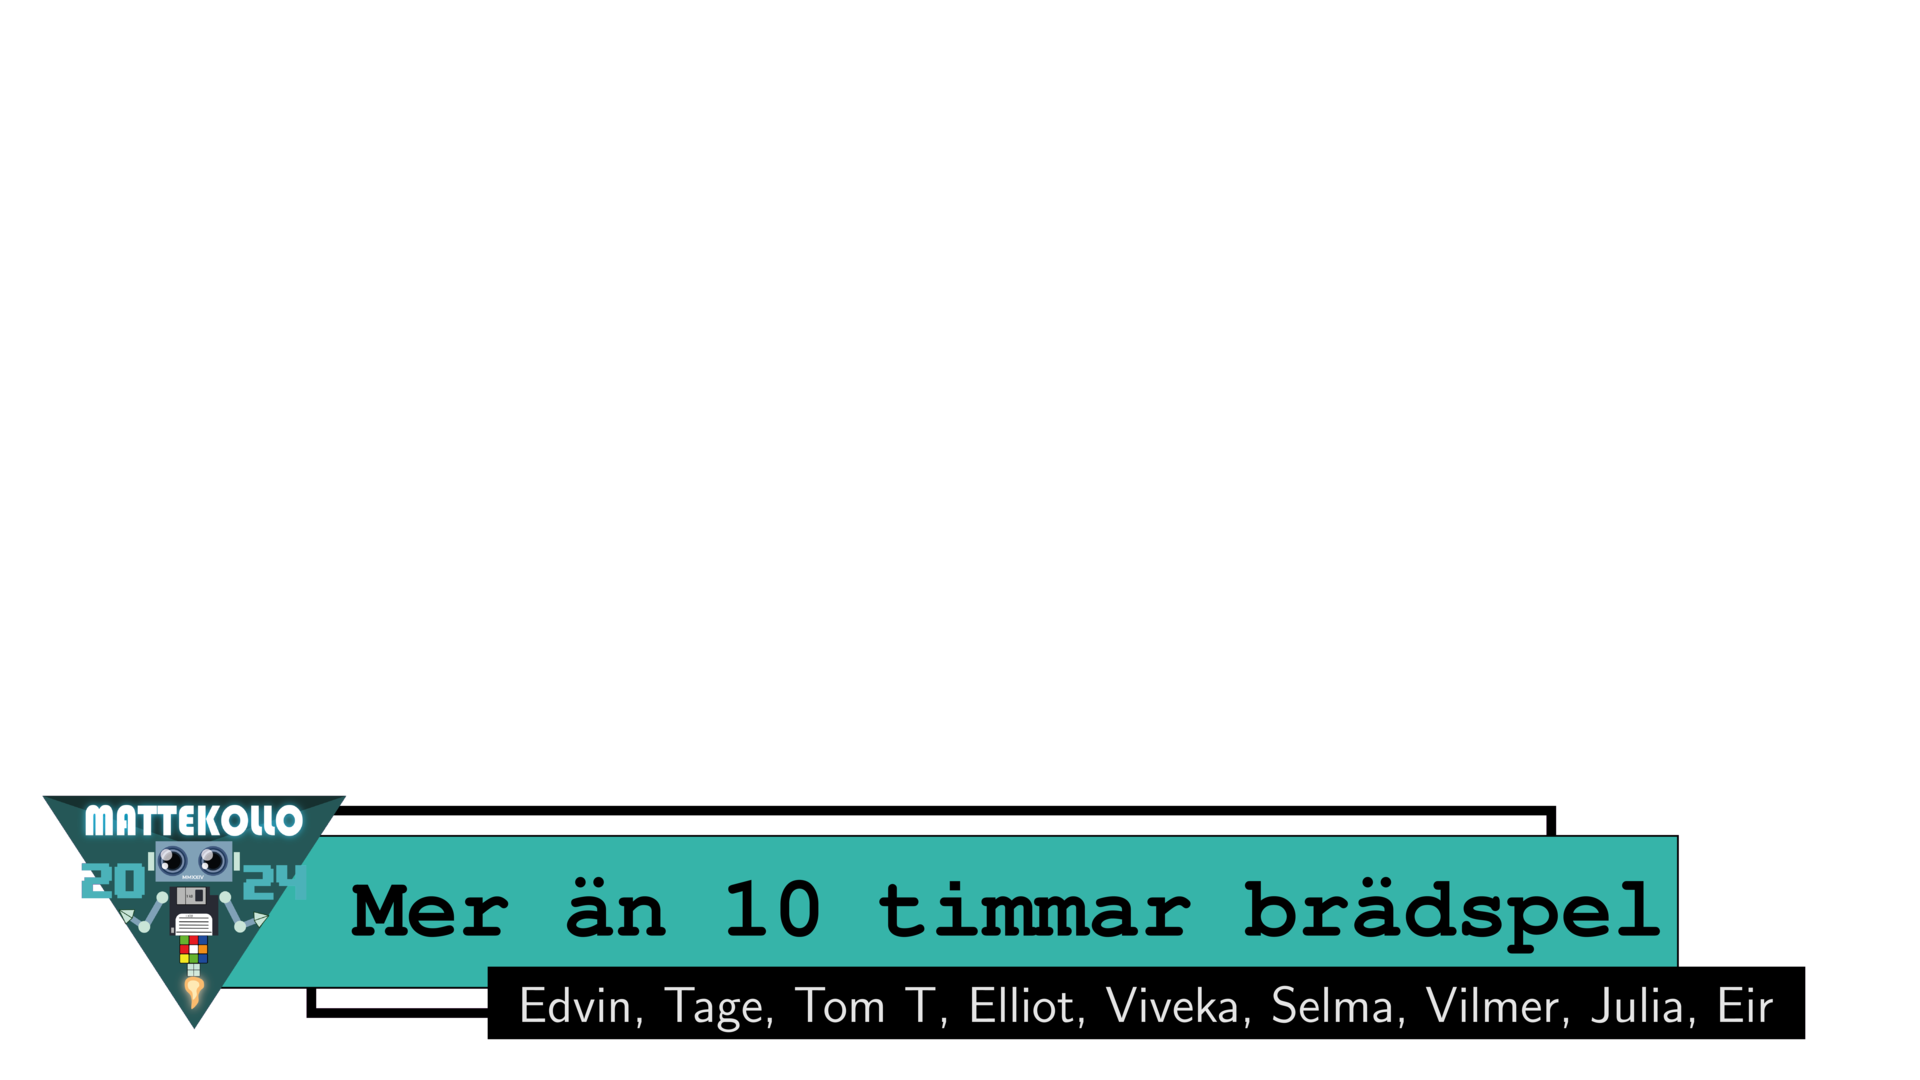 MATTEKOLLO
20 24
MMXXIV
Mer än 10 timmar brädspel
Edvin, Tage, Tom T, Elliot, Viveka, Selma, Vilmer, Julia, Eir